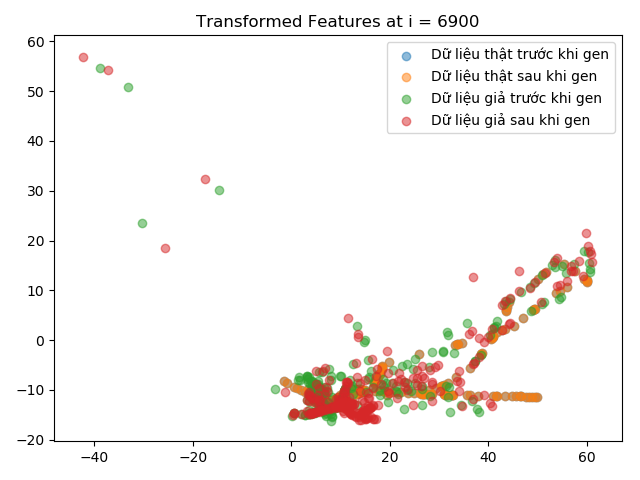 Transformed Features at i = 6900
Dữ liệu thật trước khi gen
Dữ liệu thật sau khi gen
Dữ liệu giả trước khi gen
Dữ liệu giả sau khi gen
60
50
40
30
20
10
0
−10
−20
−40 −20 0 20 40 60